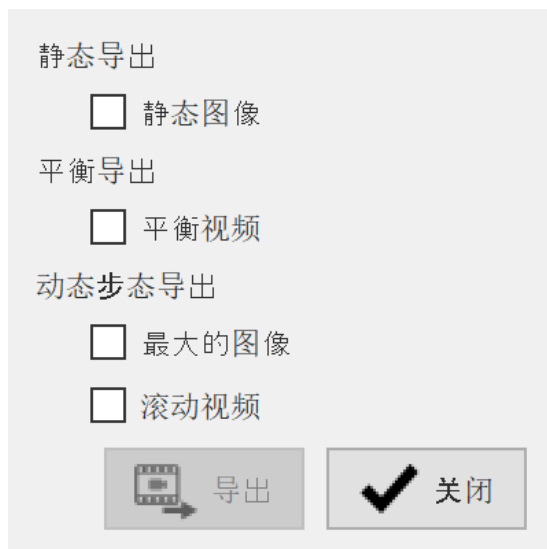 静态导出
静态图像
平衡导出
平衡视频
动态步态导出
最大的图像
滚动视频
导出 关闭